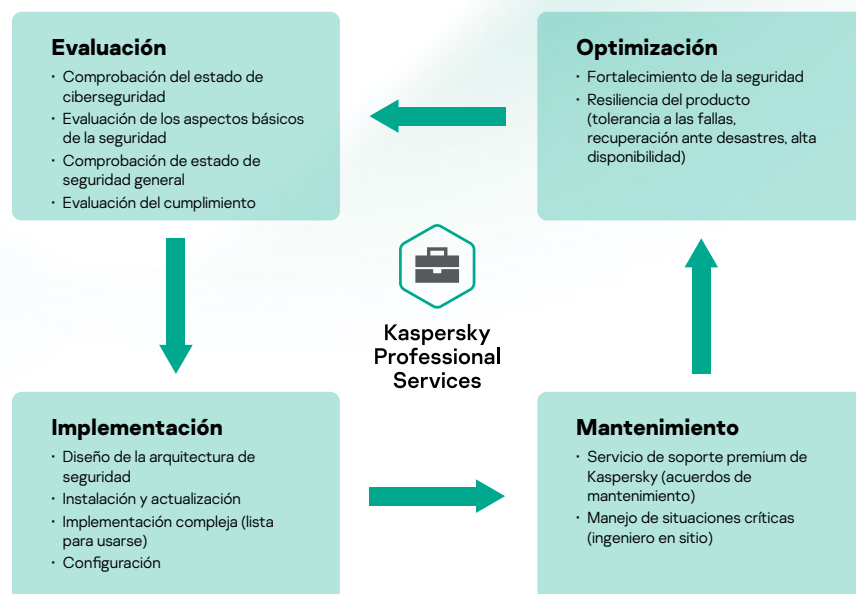 Evaluación
· Comprobación del estado de
ciberseguridad
· Evaluación de los aspectos básicos
de la seguridad
· Comprobación de estado de
seguridad general
· Evaluación del cumplimiento
Optimización
· Fortalecimiento de la seguridad
· Resiliencia del producto
(tolerancia a las fallas,
recuperación ante desastres, alta
disponibilidad)
Kaspersky
Professional
Services
Implementación
· Diseño de la arquitectura de
seguridad
· Instalación y actualización
· Implementación compleja (lista
para usarse)
· Configuración
Mantenimiento
· Servicio de soporte premium de
Kaspersky (acuerdos de
mantenimiento)
· Manejo de situaciones críticas
(ingeniero en sitio)